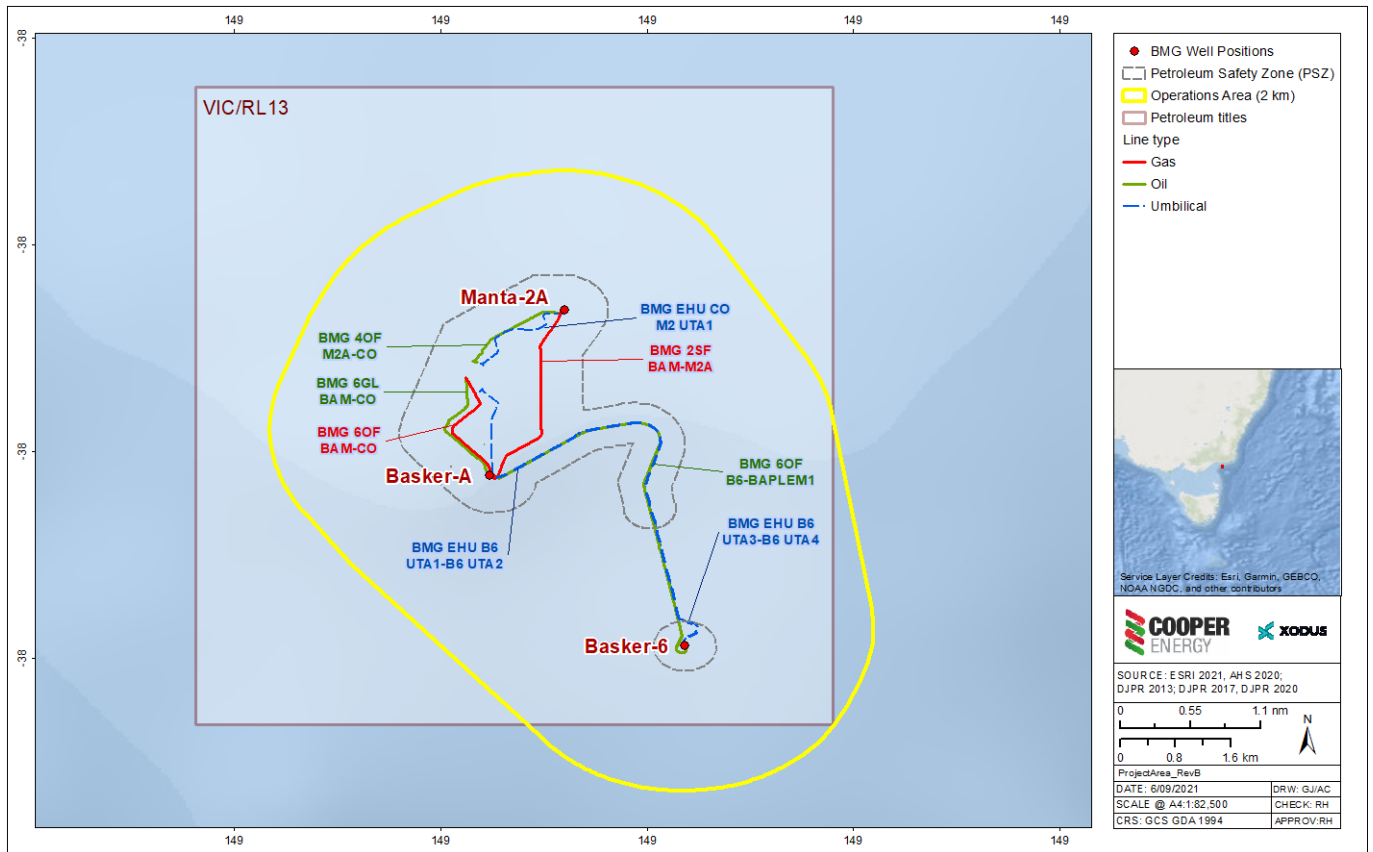 149 149 149 149 149
-38
-38
-38
-38
VIC/RL13
Manta-2A
BMG EHU CO
M2 UTA1
BMG 4OF
M2A-CO
BMG 2SF
BAM-M2A
BMG 6GL
BAM-CO
BMG 6OF
BAM-CO
Basker-A
BMG 6OF
B6-BAPLEM1
BMG EHU B6
UTA3-B6 UTA4
BMG EHU B6
UTA1-B6 UTA2
Basker-6
149 149 149 149 149
BMG Well Positions
Petroleum Safety Zone (PSZ)
Operations Area (2 km)
Petroleum titles
Line type
Gas
Oil
Umbilical
Service Layer Credits: Esri, Garmin, GEBCO,
NOAA NGDC, and other contributors
COOPER
ENERGY
XODUS
SOURCE: ESRI 2021, AHS 2020;
DJPR 2013; DJPR 2017, DJPR 2020
0 0.55 1.1 nm
N
0 0.8 1.6 km
ProjectArea_RevB
DATE: 6/09/2021 DRW: GJ/AC
SCALE @ A4:1:82,500 CHECK: RH
CRS: GCS GDA 1994 APPROV:RH